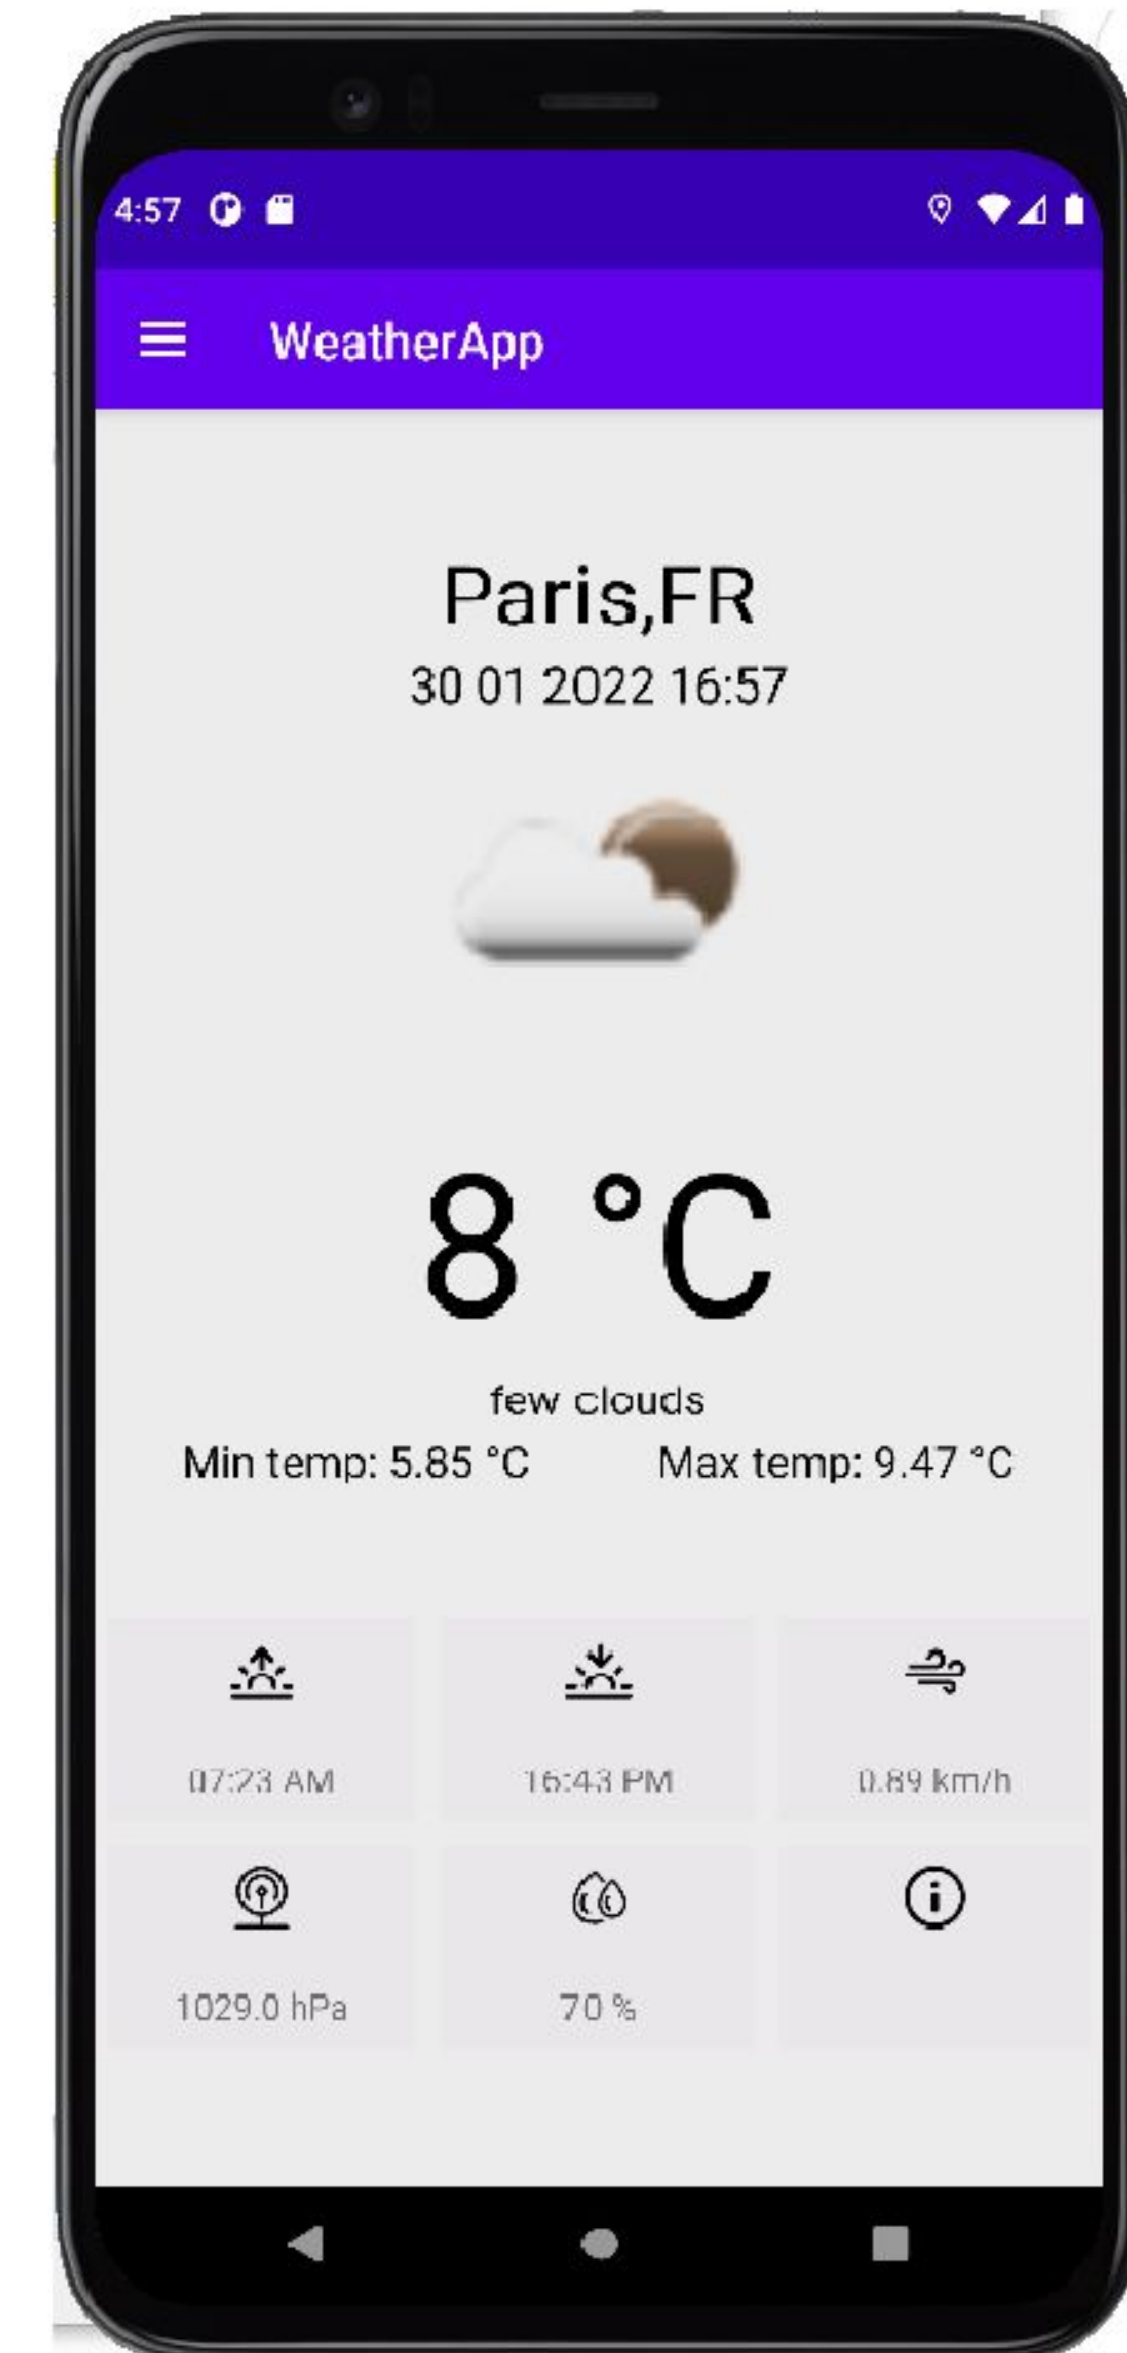 4:57
WeatherApp
Paris,FR
30 01 2022 16:57
8 °C
few clouds
Min temp: 5.85 °C Max temp: 9.47 °C
07:23 AM 16:43 PM 0.89 km/h
1029.0 hPa 70 %